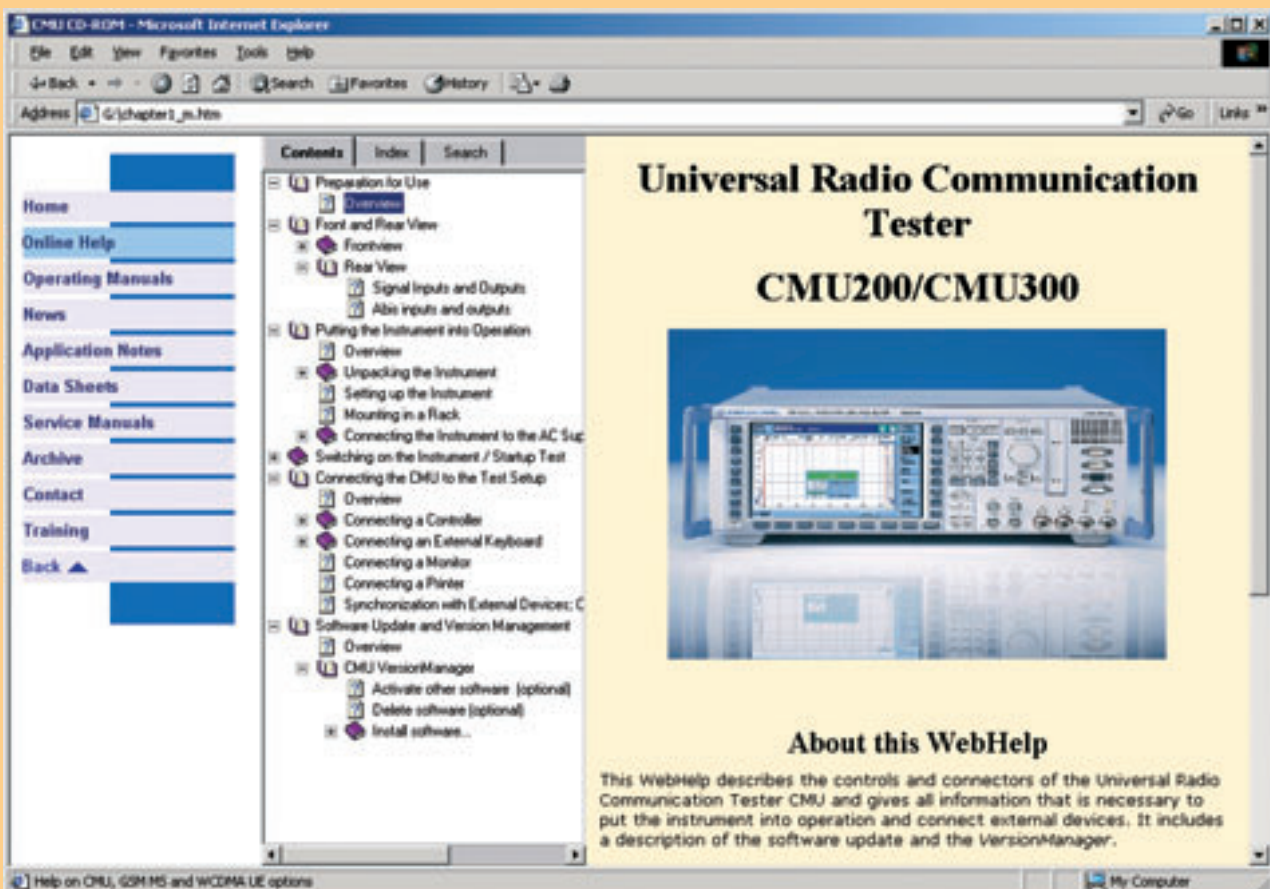 CMU CD-ROM - Microsoft Internet Explorer
File Edit View Favorites Tools Help
Back Search Favorites History
Address G:\chapter1_m.htm Go Links »
Home
Online Help
Operating Manuals
News
Application Notes
Data Sheets
Service Manuals
Archive
Contact
Training
Back
Contents Index Search
Preparation for Use
Overview
Front and Rear View
Frontview
Rear View
Signal Inputs and Outputs
Abis inputs and outputs
Putting the Instrument into Operation
Overview
Unpacking the Instrument
Setting up the Instrument
Mounting in a Rack
Connecting the Instrument to the AC Sup
Switching on the Instrument / Startup Test
Connecting the CMU to the Test Setup
Overview
Connecting a Controller
Connecting an External Keyboard
Connecting a Monitor
Connecting a Printer
Synchronization with External Devices; C
Software Update and Version Management
Overview
CMU VersionManager
Activate other software (optional)
Delete software (optional)
Install software...
Universal Radio Communication
Tester
CMU200/CMU300
About this WebHelp
This WebHelp describes the controls and connectors of the Universal Radio
Communication Tester CMU and gives all information that is necessary to
put the instrument into operation and connect external devices. It includes
a description of the software update and the VersionManager.
Help on CMU, GSM MS and WCDMA UE options
My Computer